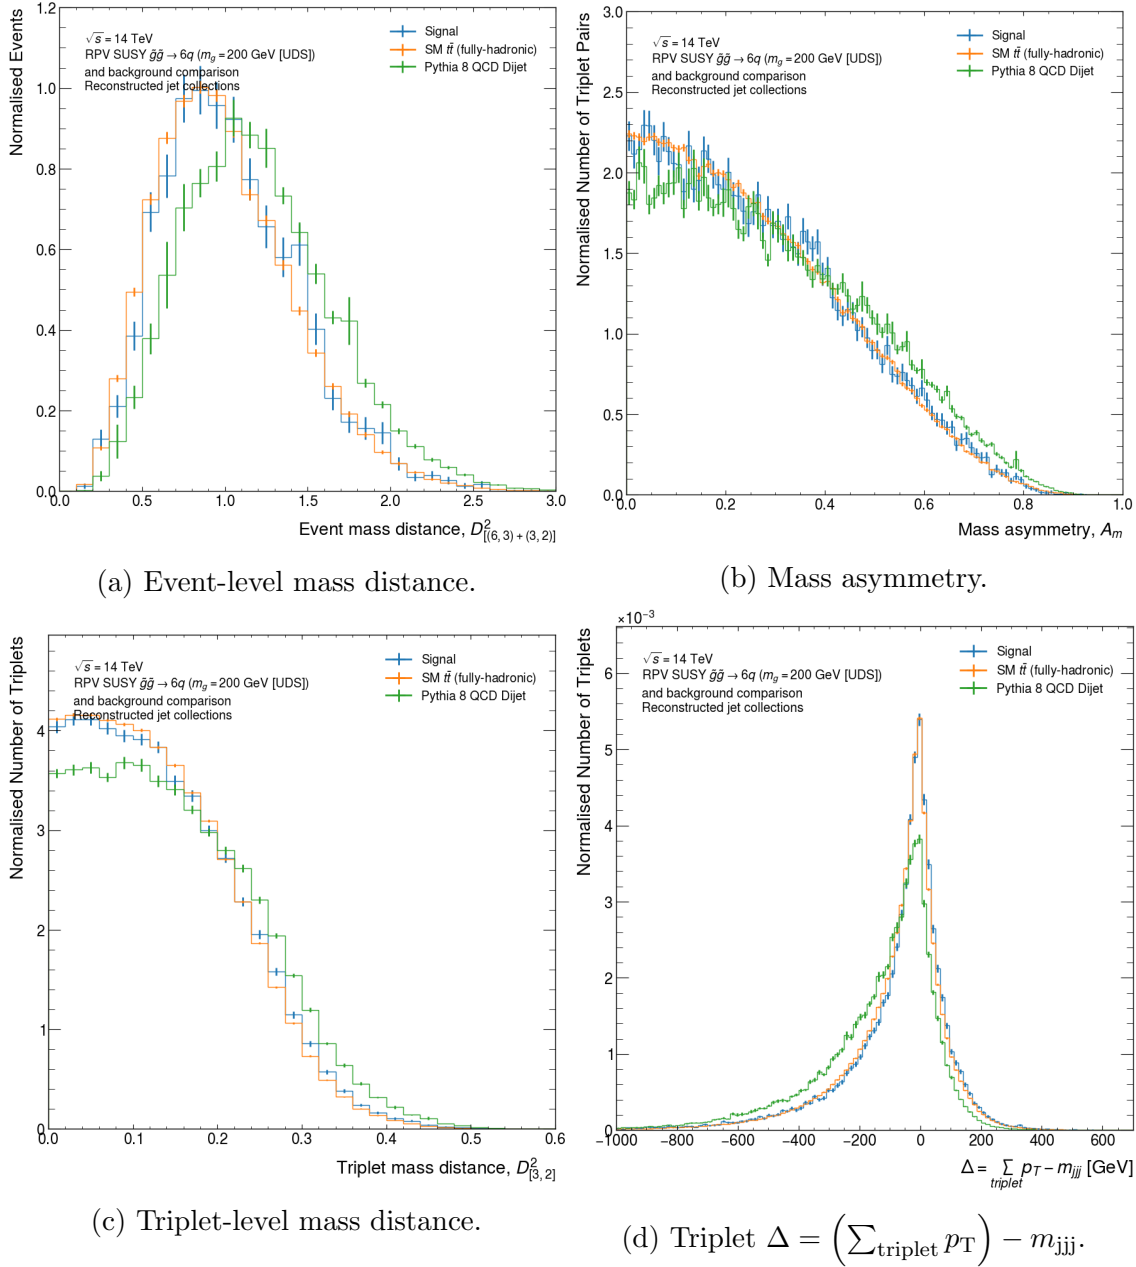 Normalised Events
1.2
1.0
0.8
0.6
0.4
0.2
0.0
√s = 14 TeV
RPV SUSY g̃g̃ → 6q (m_g = 200 GeV [UDS])
and background comparison
Reconstructed jet collections
Signal
SM tt̄ (fully-hadronic)
Pythia 8 QCD Dijet
0.0 0.5 1.0 1.5 2.0 2.5 3.0
Event mass distance, D²_[(6, 3) + (3, 2)]
(a) Event-level mass distance.
Normalised Number of Triplet Pairs
3.0
2.5
2.0
1.5
1.0
0.5
0.0
√s = 14 TeV
RPV SUSY g̃g̃ → 6q (m_g = 200 GeV [UDS])
and background comparison
Reconstructed jet collections
Signal
SM tt̄ (fully-hadronic)
Pythia 8 QCD Dijet
0.0 0.2 0.4 0.6 0.8 1.0
Mass asymmetry, A_m
(b) Mass asymmetry.
Normalised Number of Triplets
4
3
2
1
0
√s = 14 TeV
RPV SUSY g̃g̃ → 6q (m_g = 200 GeV [UDS])
and background comparison
Reconstructed jet collections
Signal
SM tt̄ (fully-hadronic)
Pythia 8 QCD Dijet
0.0 0.1 0.2 0.3 0.4 0.5 0.6
Triplet mass distance, D²_[3, 2]
(c) Triplet-level mass distance.
×10⁻³
Normalised Number of Triplets
6
5
4
3
2
1
0
√s = 14 TeV
RPV SUSY g̃g̃ → 6q (m_g = 200 GeV [UDS])
and background comparison
Reconstructed jet collections
Signal
SM tt̄ (fully-hadronic)
Pythia 8 QCD Dijet
−1000 −800 −600 −400 −200 0 200 400 600
Δ = Σ_triplet p_T − m_jjj [GeV]
(d) Triplet Δ = (∑_triplet p_T) − m_jjj.